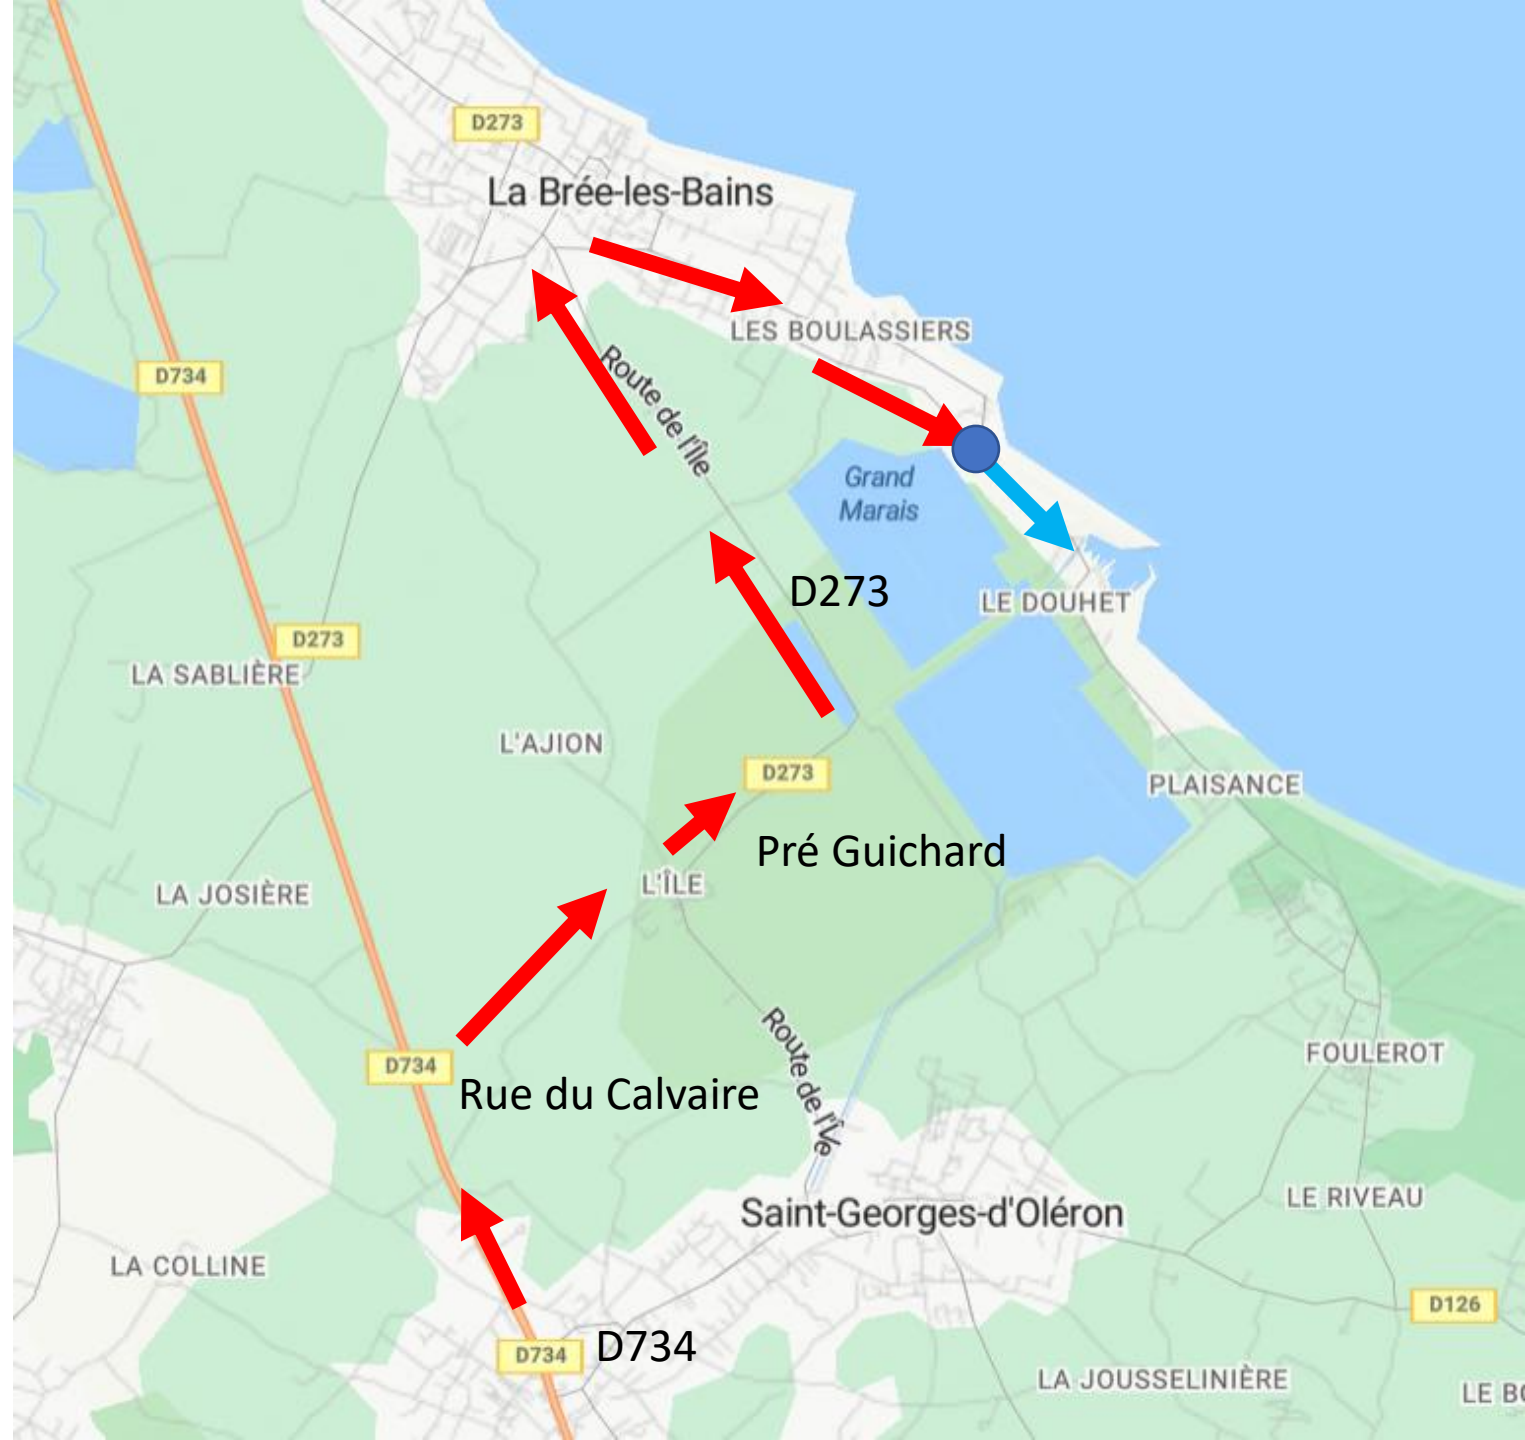 D273
La Brée-les-Bains
LES BOULASSIERS
D734
Route de l'Île
Grand
Marais
D273
LE DOUHET
D273
LA SABLIÈRE
L'AJION
D273
PLAISANCE
Pré Guichard
L'ÎLE
LA JOSIÈRE
Route de l'Île
FOULEROT
D734
Rue du Calvaire
LE RIVEAU
Saint-Georges-d'Oléron
LA COLLINE
D126
D734
D734
LA JOUSSELINIÈRE
LE BO